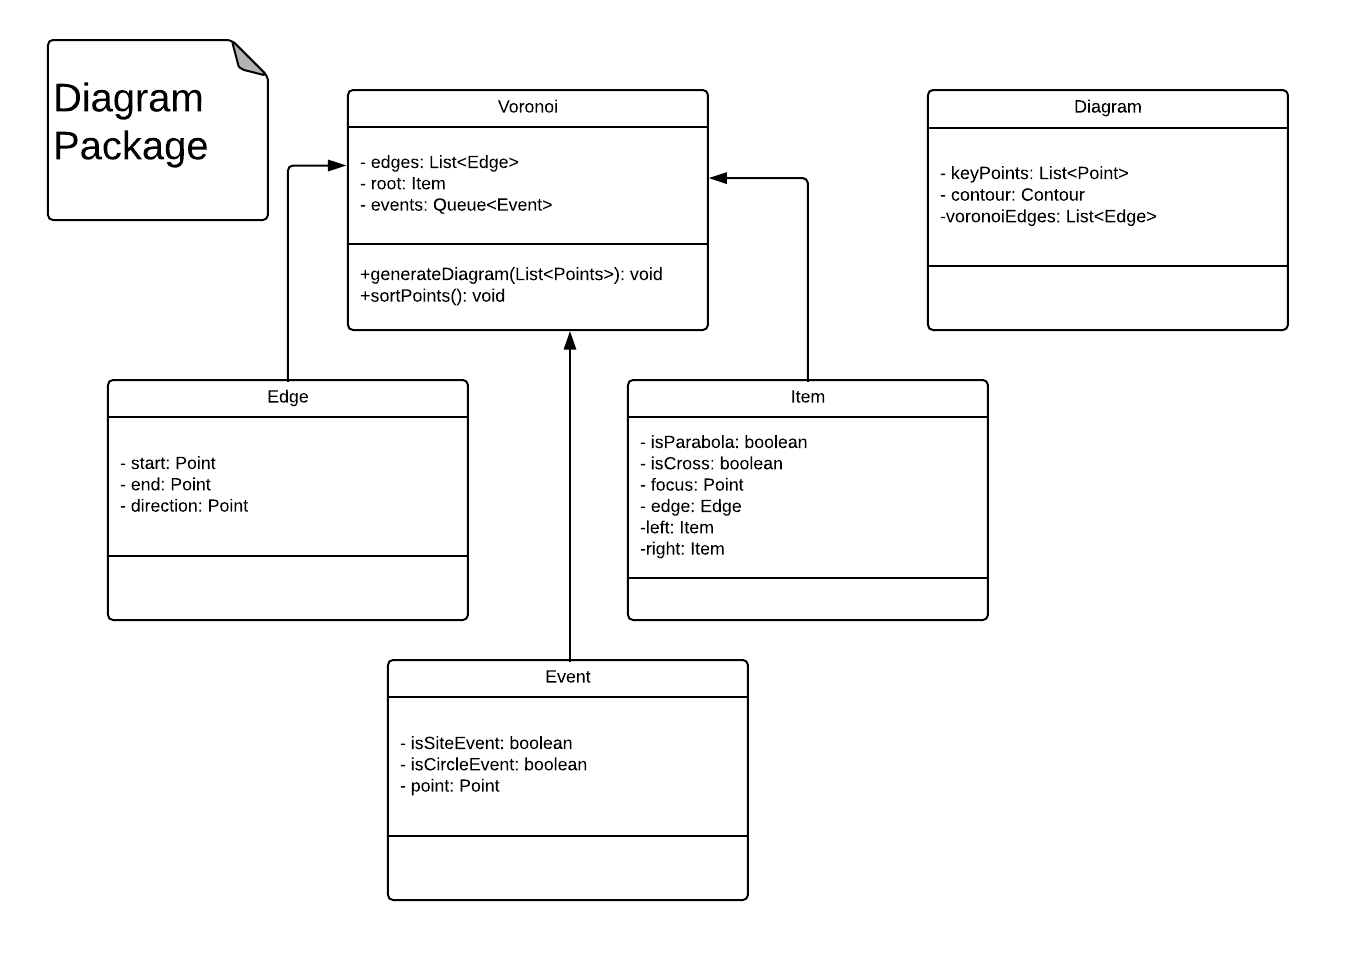 Diagram
Package
Voronoi
- edges: List<Edge>
- root: Item
- events: Queue<Event>
+generateDiagram(List<Points>): void
+sortPoints(): void
Diagram
- keyPoints: List<Point>
- contour: Contour
-voronoiEdges: List<Edge>
Edge
- start: Point
- end: Point
- direction: Point
Item
- isParabola: boolean
- isCross: boolean
- focus: Point
- edge: Edge
-left: Item
-right: Item
Event
- isSiteEvent: boolean
- isCircleEvent: boolean
- point: Point